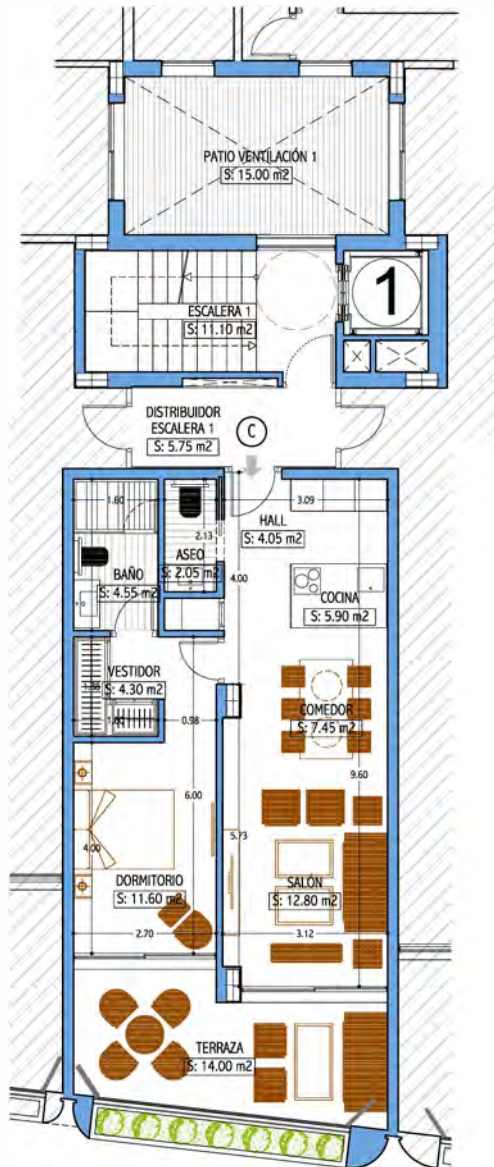 PATIO VENTILACIÓN 1
S: 15.00 m2
1
ESCALERA 1
S: 11.10 m2
DISTRIBUIDOR
ESCALERA 1
S: 5.75 m2
C
1.60
3.09
2.13
HALL
S: 4.05 m2
ASEO
S: 2.05 m2
BAÑO
S: 4.55 m2
4.00
COCINA
S: 5.90 m2
VESTIDOR
S: 4.30 m2
1.80
0.98
COMEDOR
S: 7.45 m2
9.60
6.00
5.73
4.00
DORMITORIO
S: 11.60 m2
SALÓN
S: 12.80 m2
2.70
3.12
TERRAZA
S: 14.00 m2